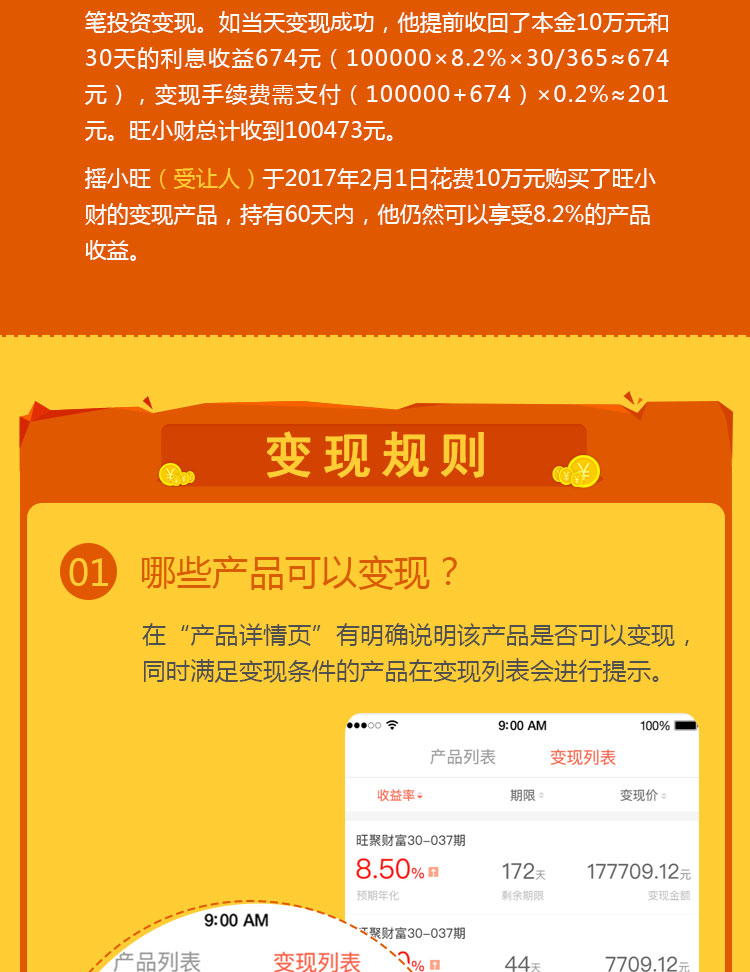 笔投资变现。如当天变现成功，他提前收回了本金10万元和
30天的利息收益674元（100000×8.2%×30/365≈674
元），变现手续费需支付（100000+674）×0.2%≈201
元。旺小财总计收到100473元。
摇小旺（受让人）于2017年2月1日花费10万元购买了旺小
财的变现产品，持有60天内，他仍然可以享受8.2%的产品
收益。
变现规则
01 哪些产品可以变现？
在“产品详情页”有明确说明该产品是否可以变现，
同时满足变现条件的产品在变现列表会进行提示。
9:00 AM 100%
产品列表 变现列表
收益率 期限 变现价
旺聚财富30-037期
8.50% 172天 177709.12元
预期年化 剩余期限 变现金额
旺聚财富30-037期
% 44天 7709.12元
9:00 AM
产品列表 变现列表